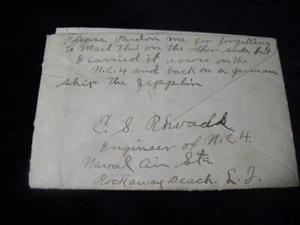 Please Pardon me for forgetting
to Mail this on the other side but
I carried it across on the
N.C.4 and back on a german
ship the Zeppelin
E. S. Rhoads
Engineer of N.C.4.
Naval Air Sta
Rockaway Beach. L. I.